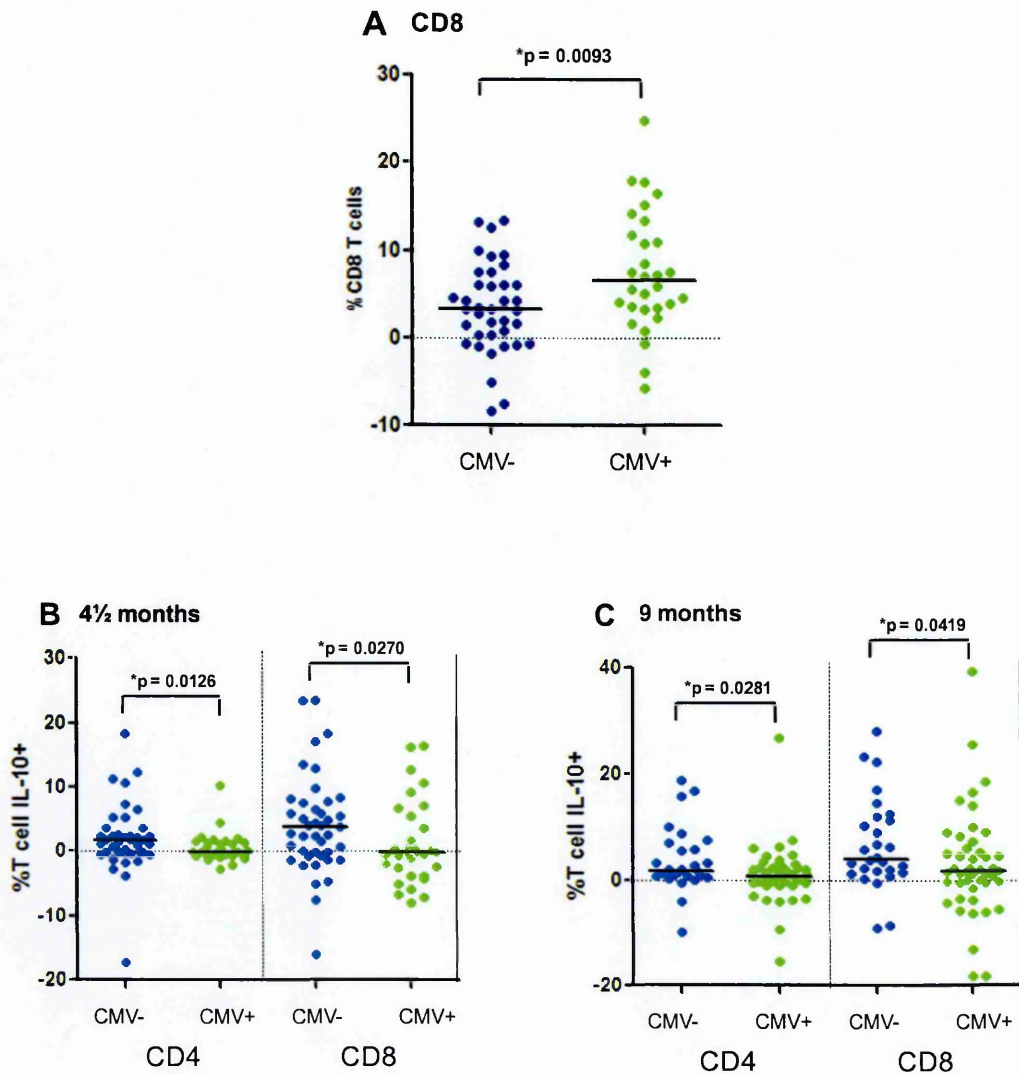 A CD8
*p = 0.0093
30
20
10
0
-10
% CD8 T cells
CMV- CMV+
B 4½ months
*p = 0.0126
*p = 0.0270
30
20
10
0
-10
-20
%T cell IL-10+
CMV- CMV+ CMV- CMV+
CD4 CD8
C 9 months
*p = 0.0281
*p = 0.0419
40
20
0
-20
%T cell IL-10+
CMV- CMV+ CMV- CMV+
CD4 CD8